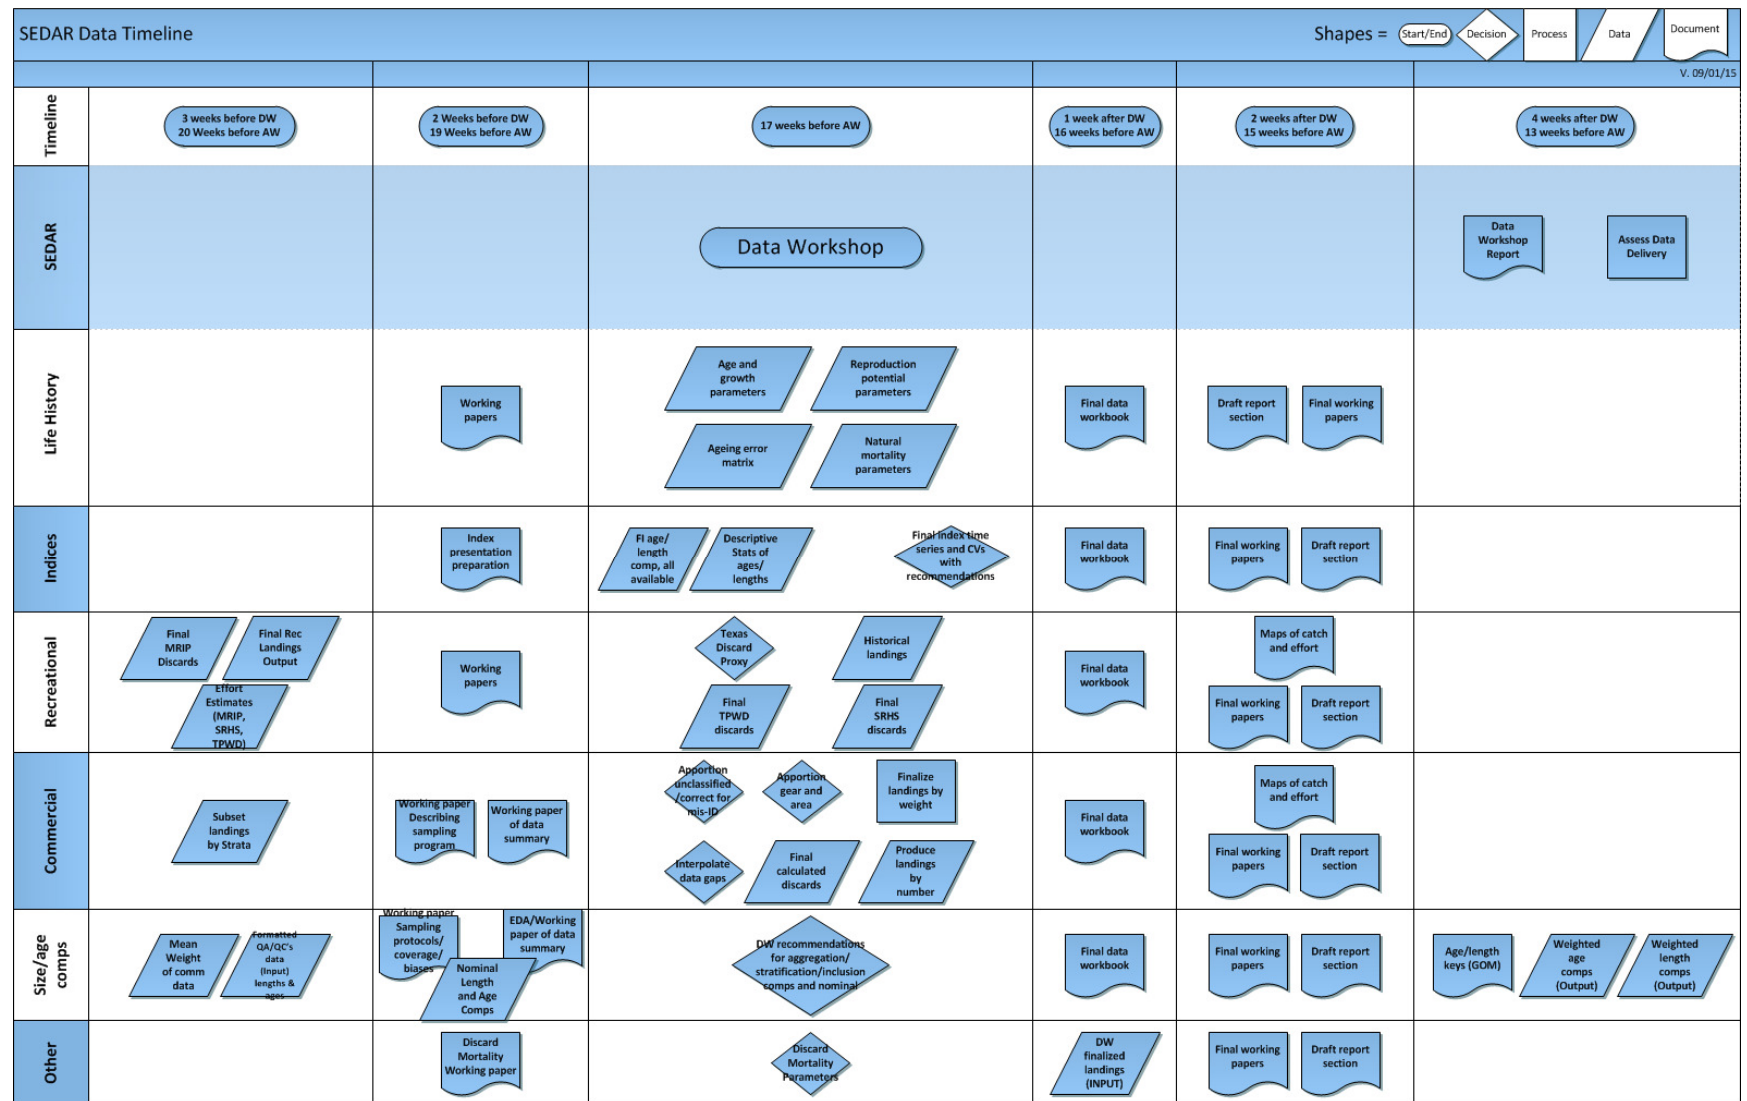 SEDAR Data Timeline
Shapes =
Start/End
Decision
Process
Data
Document
V. 09/01/15
Timeline
3 weeks before DW
20 Weeks before AW
2 Weeks before DW
19 Weeks before AW
17 weeks before AW
1 week after DW
16 weeks before AW
2 weeks after DW
15 weeks before AW
4 weeks after DW
13 weeks before AW
SEDAR
Data Workshop
Data
Workshop
Report
Assess Data
Delivery
Life History
Working
papers
Age and
growth
parameters
Reproduction
potential
parameters
Ageing error
matrix
Natural
mortality
parameters
Final data
workbook
Draft report
section
Final working
papers
Indices
Index
presentation
preparation
FI age/
length
comp, all
available
Descriptive
Stats of
ages/
lengths
Final index time
series and CVs
with
recommendations
Final data
workbook
Final working
papers
Draft report
section
Recreational
Final
MRIP
Discards
Final Rec
Landings
Output
Effort
Estimates
(MRIP,
SRHS,
TPWD)
Working
papers
Texas
Discard
Proxy
Historical
landings
Final
TPWD
discards
Final
SRHS
discards
Final data
workbook
Maps of catch
and effort
Final working
papers
Draft report
section
Commercial
Subset
landings
by Strata
Working paper
Describing
sampling
program
Working paper
of data
summary
Apportion
unclassified
/correct for
mis-ID
Apportion
gear and
area
Finalize
landings by
weight
Interpolate
data gaps
Final
calculated
discards
Produce
landings
by
number
Final data
workbook
Maps of catch
and effort
Final working
papers
Draft report
section
Size/age
comps
Mean
Weight
of comm
data
Formatted
QA/QC's
data
(Input)
lengths &
ages
Working paper
Sampling
protocols/
coverage/
biases
EDA/Working
paper of data
summary
Nominal
Length
and Age
Comps
DW recommendations
for aggregation/
stratification/inclusion
comps and nominal
Final data
workbook
Final working
papers
Draft report
section
Age/length
keys (GOM)
Weighted
age
comps
(Output)
Weighted
length
comps
(Output)
Other
Discard
Mortality
Working paper
Discard
Mortality
Parameters
DW
finalized
landings
(INPUT)
Final working
papers
Draft report
section